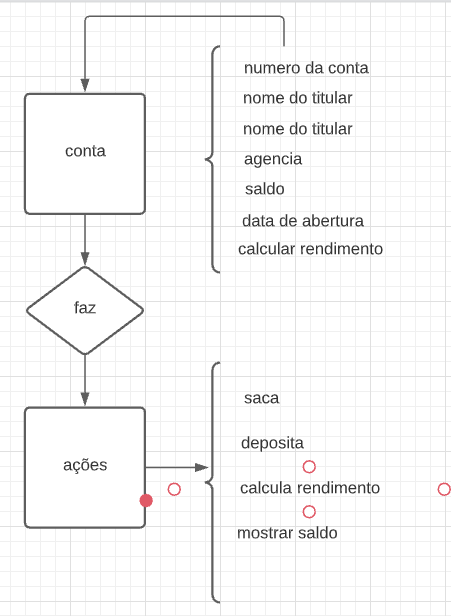 numero da conta
nome do titular
nome do titular
agencia
saldo
data de abertura
calcular rendimento
conta
faz
ações
saca
deposita
calcula rendimento
mostrar saldo